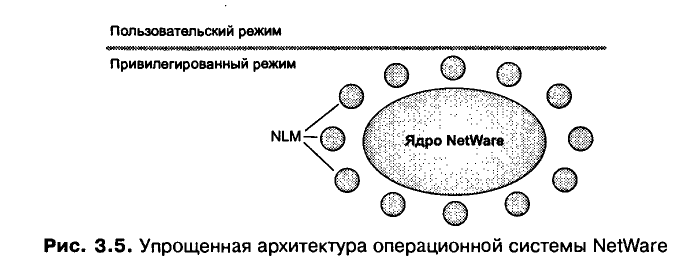 Пользовательский режим
Привилегированный режим
NLM
Ядро NetWare
Рис. 3.5. Упрощенная архитектура операционной системы NetWare